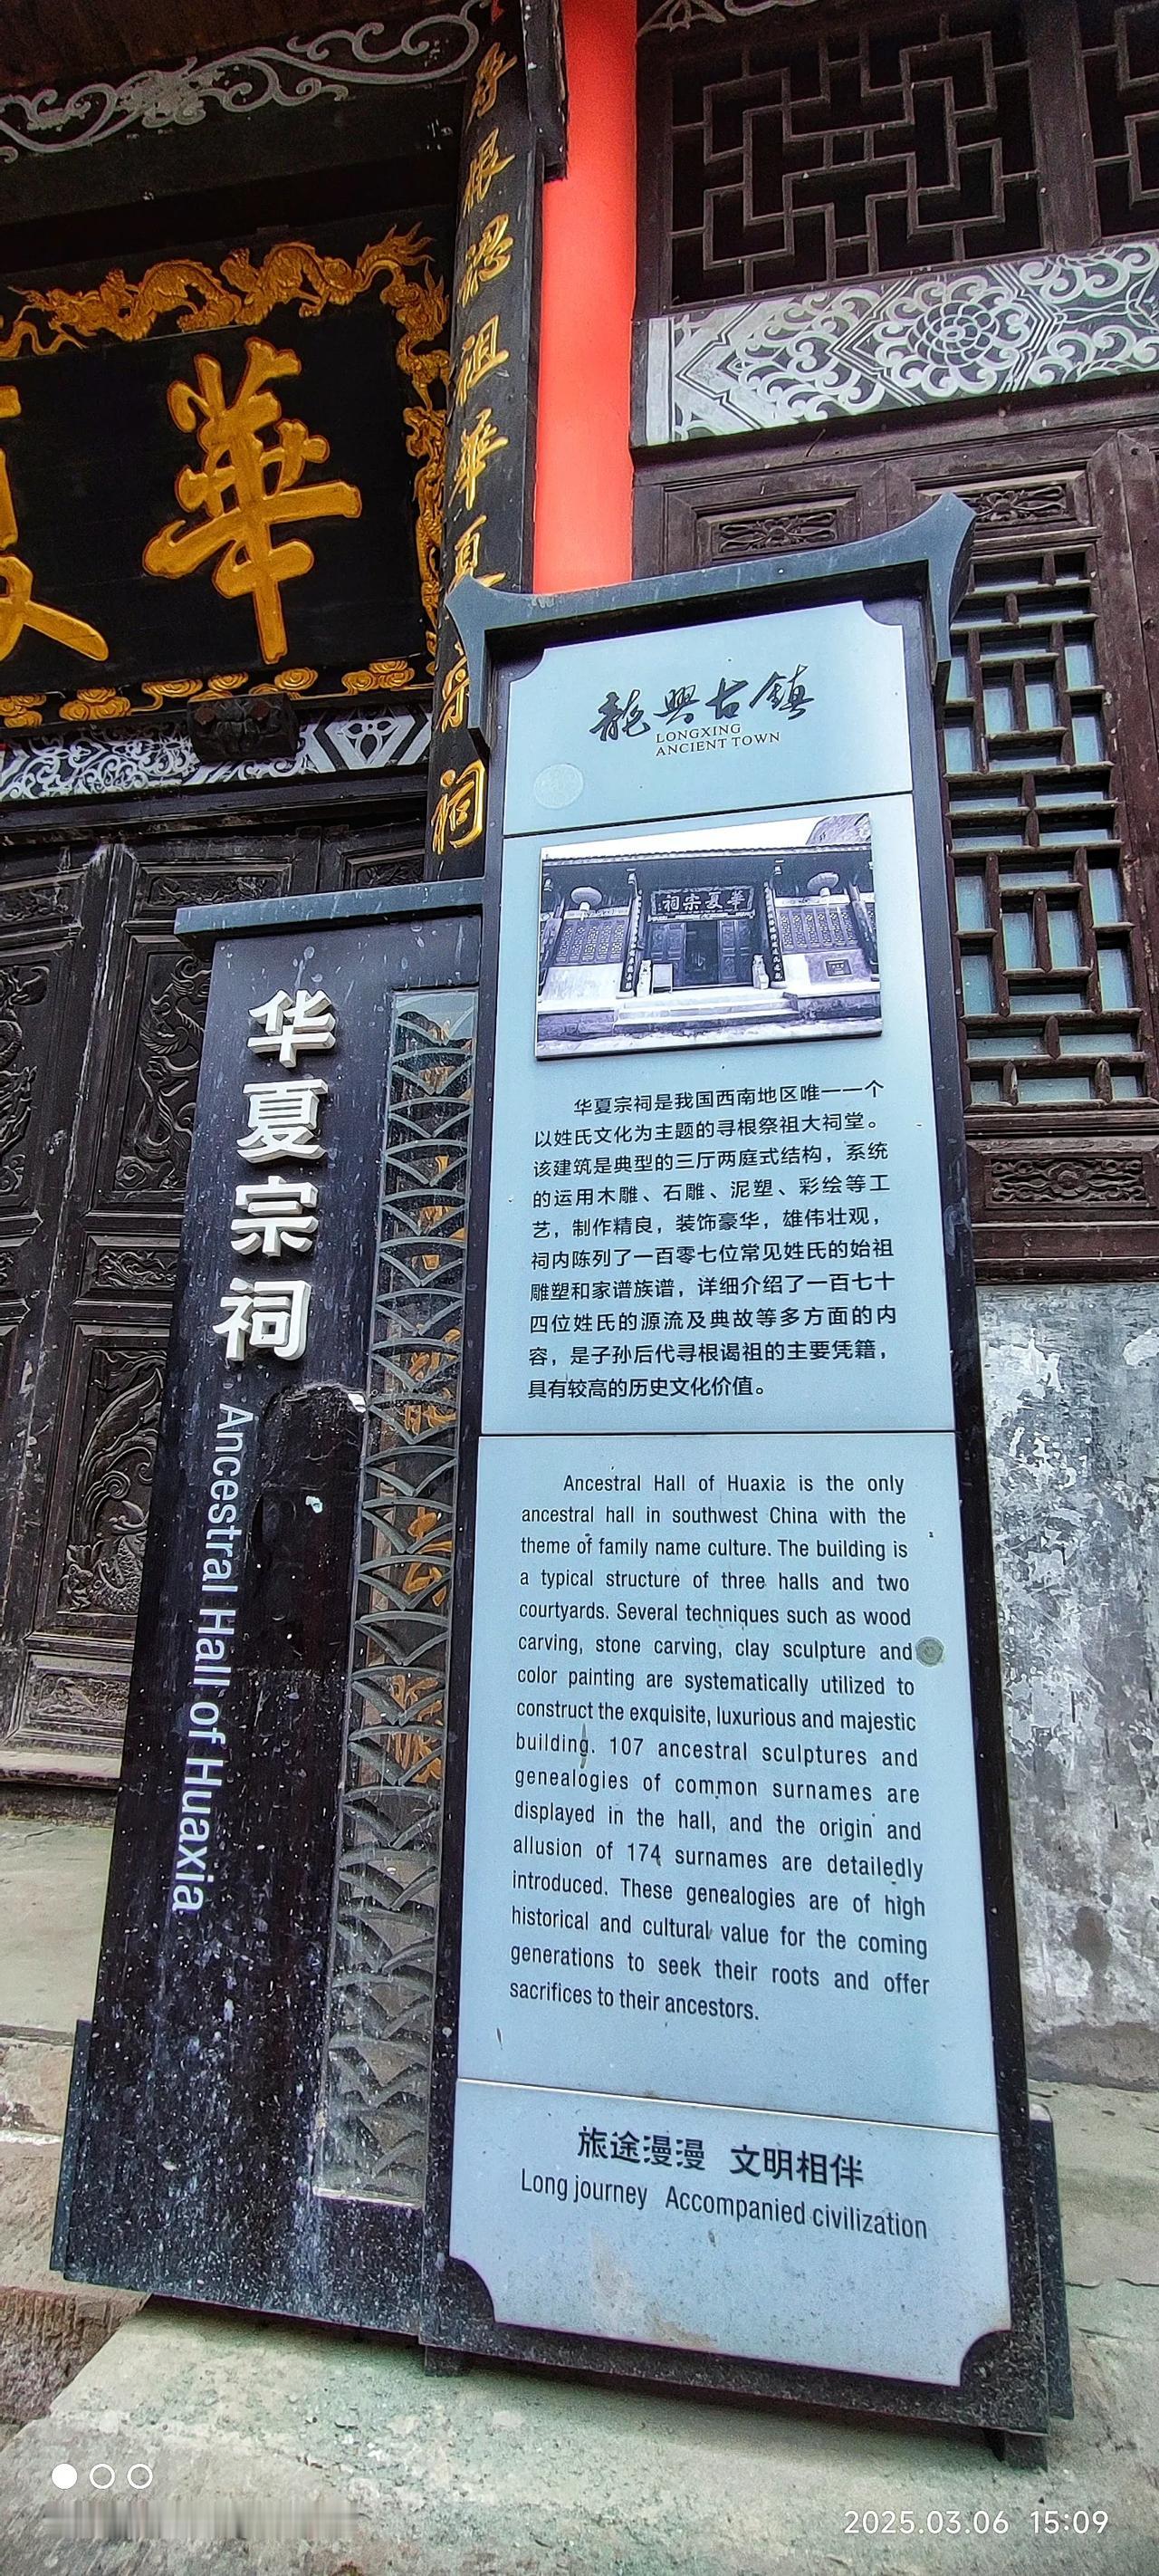 華
尋根認祖華夏宗祠
龍興古鎮
LONGXING
ANCIENT TOWN
祠宗夏華
华夏宗祠
Ancestral Hall of Huaxia
华夏宗祠是我国西南地区唯一一个
以姓氏文化为主题的寻根祭祖大祠堂。
该建筑是典型的三厅两庭式结构，系统
的运用木雕、石雕、泥塑、彩绘等工
艺，制作精良，装饰豪华，雄伟壮观，
祠内陈列了一百零七位常见姓氏的始祖
雕塑和家谱族谱，详细介绍了一百七十
四位姓氏的源流及典故等多方面的内
容，是子孙后代寻根谒祖的主要凭籍，
具有较高的历史文化价值。
Ancestral Hall of Huaxia is the only
ancestral hall in southwest China with the
theme of family name culture. The building is
a typical structure of three halls and two
courtyards. Several techniques such as wood
carving, stone carving, clay sculpture and
color painting are systematically utilized to
construct the exquisite, luxurious and majestic
building. 107 ancestral sculptures and
genealogies of common surnames are
displayed in the hall, and the origin and
allusion of 174 surnames are detailedly
introduced. These genealogies are of high
historical and cultural value for the coming
generations to seek their roots and offer
sacrifices to their ancestors.
旅途漫漫 文明相伴
Long journey Accompanied civilization
2025.03.06 15:09